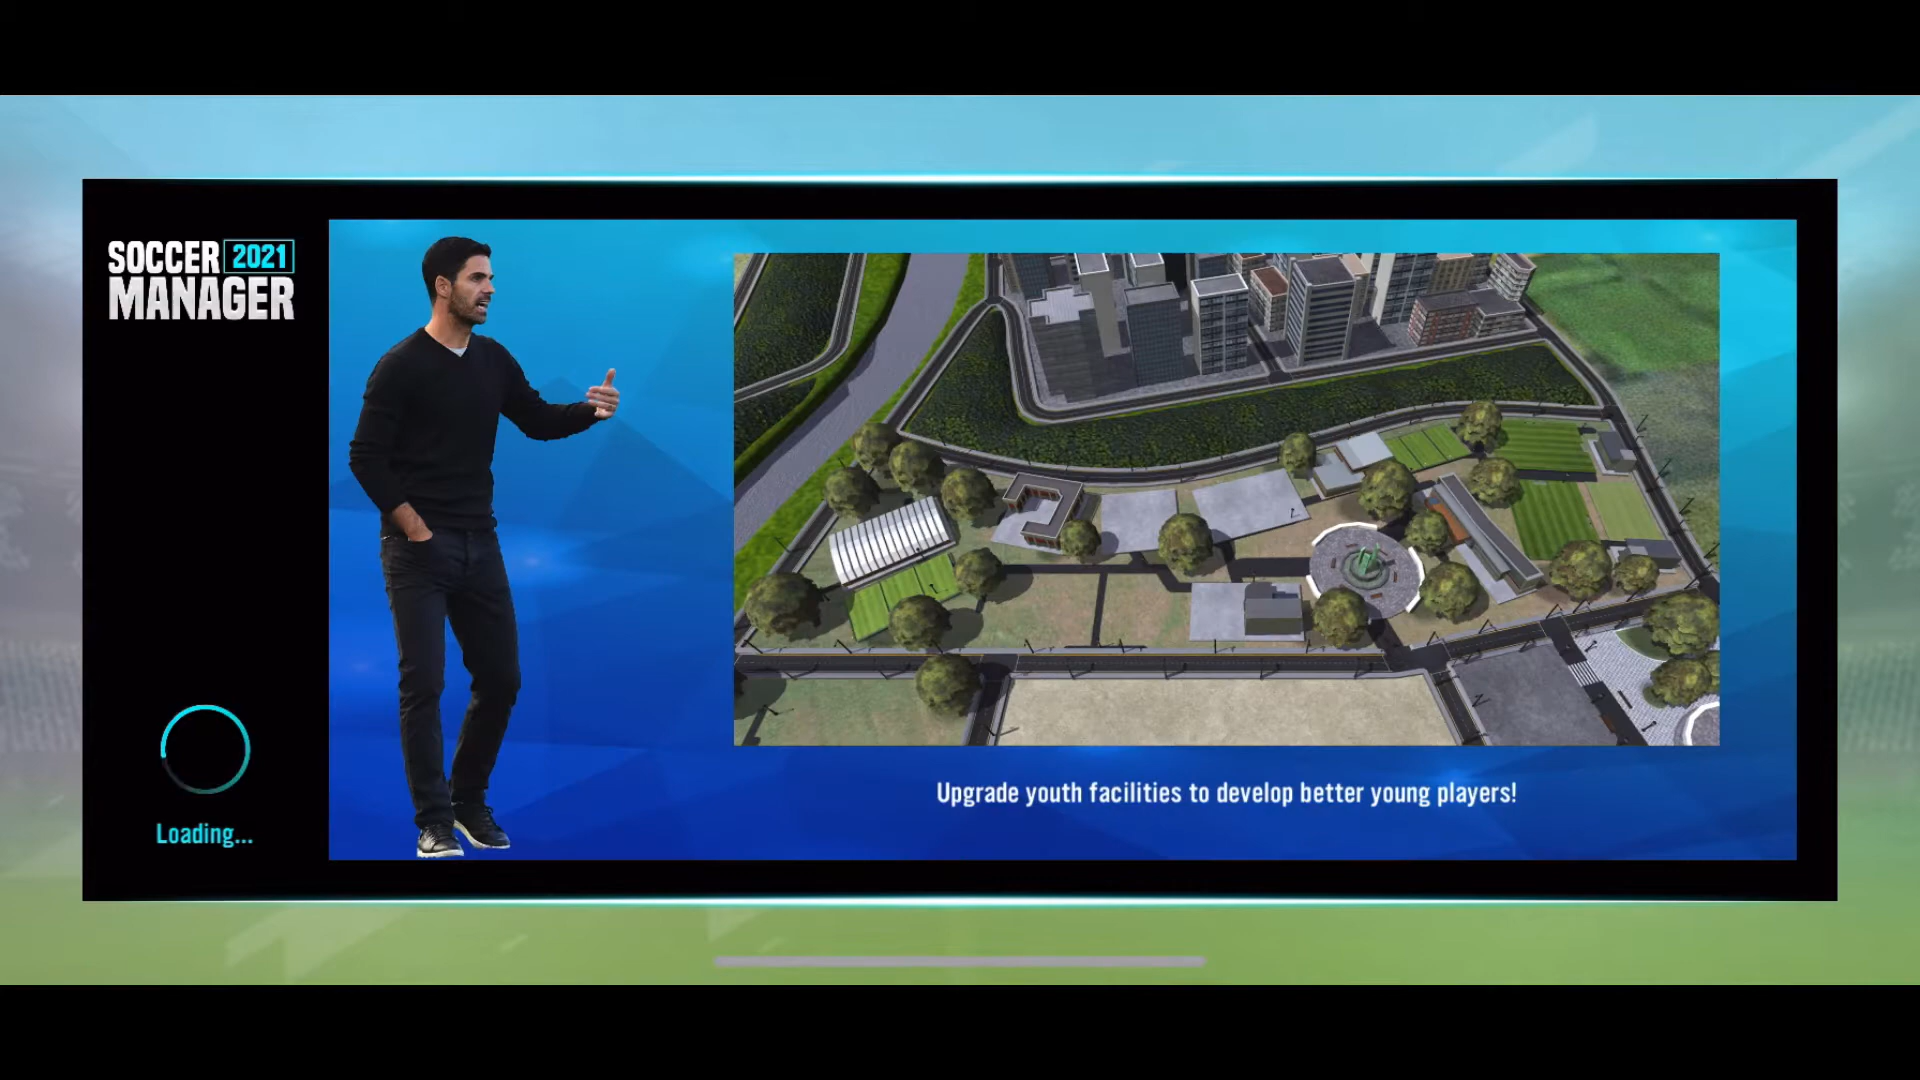 SOCCER 2021
MANAGER
Upgrade youth facilities to develop better young players!
Loading...